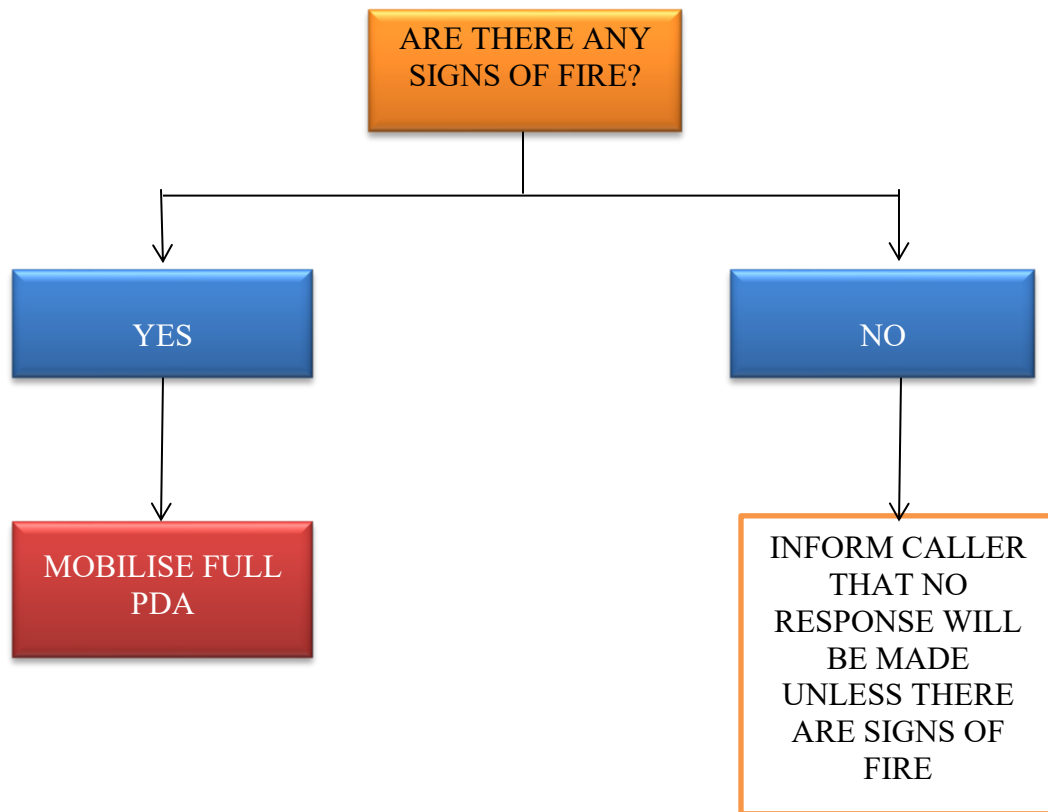 ARE THERE ANY
SIGNS OF FIRE?
YES
NO
MOBILISE FULL
PDA
INFORM CALLER
THAT NO
RESPONSE WILL
BE MADE
UNLESS THERE
ARE SIGNS OF
FIRE